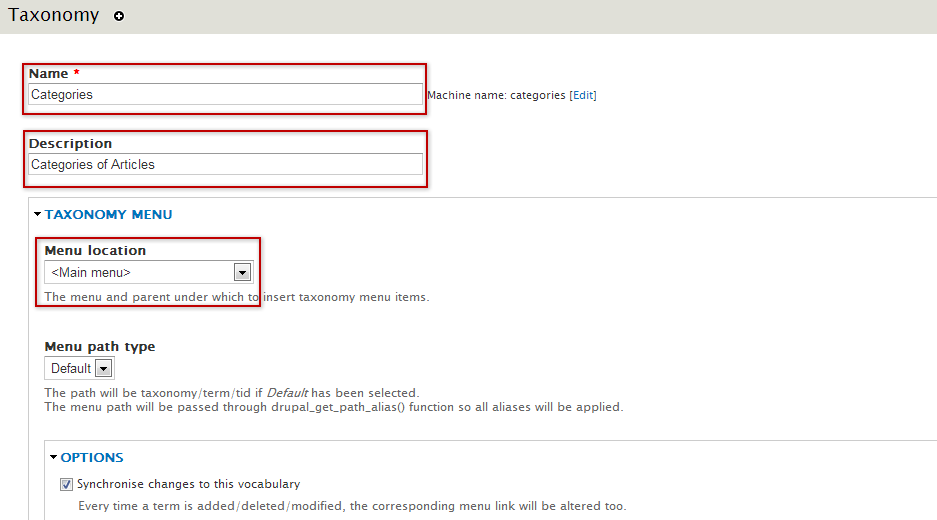 Taxonomy
Name *
Categories
Machine name: categories [Edit]
Description
Categories of Articles
TAXONOMY MENU
Menu location
<Main menu>
The menu and parent under which to insert taxonomy menu items.
Menu path type
Default
The path will be taxonomy/term/tid if Default has been selected.
The menu path will be passed through drupal_get_path_alias() function so all aliases will be applied.
OPTIONS
Synchronise changes to this vocabulary
Every time a term is added/deleted/modified, the corresponding menu link will be altered too.